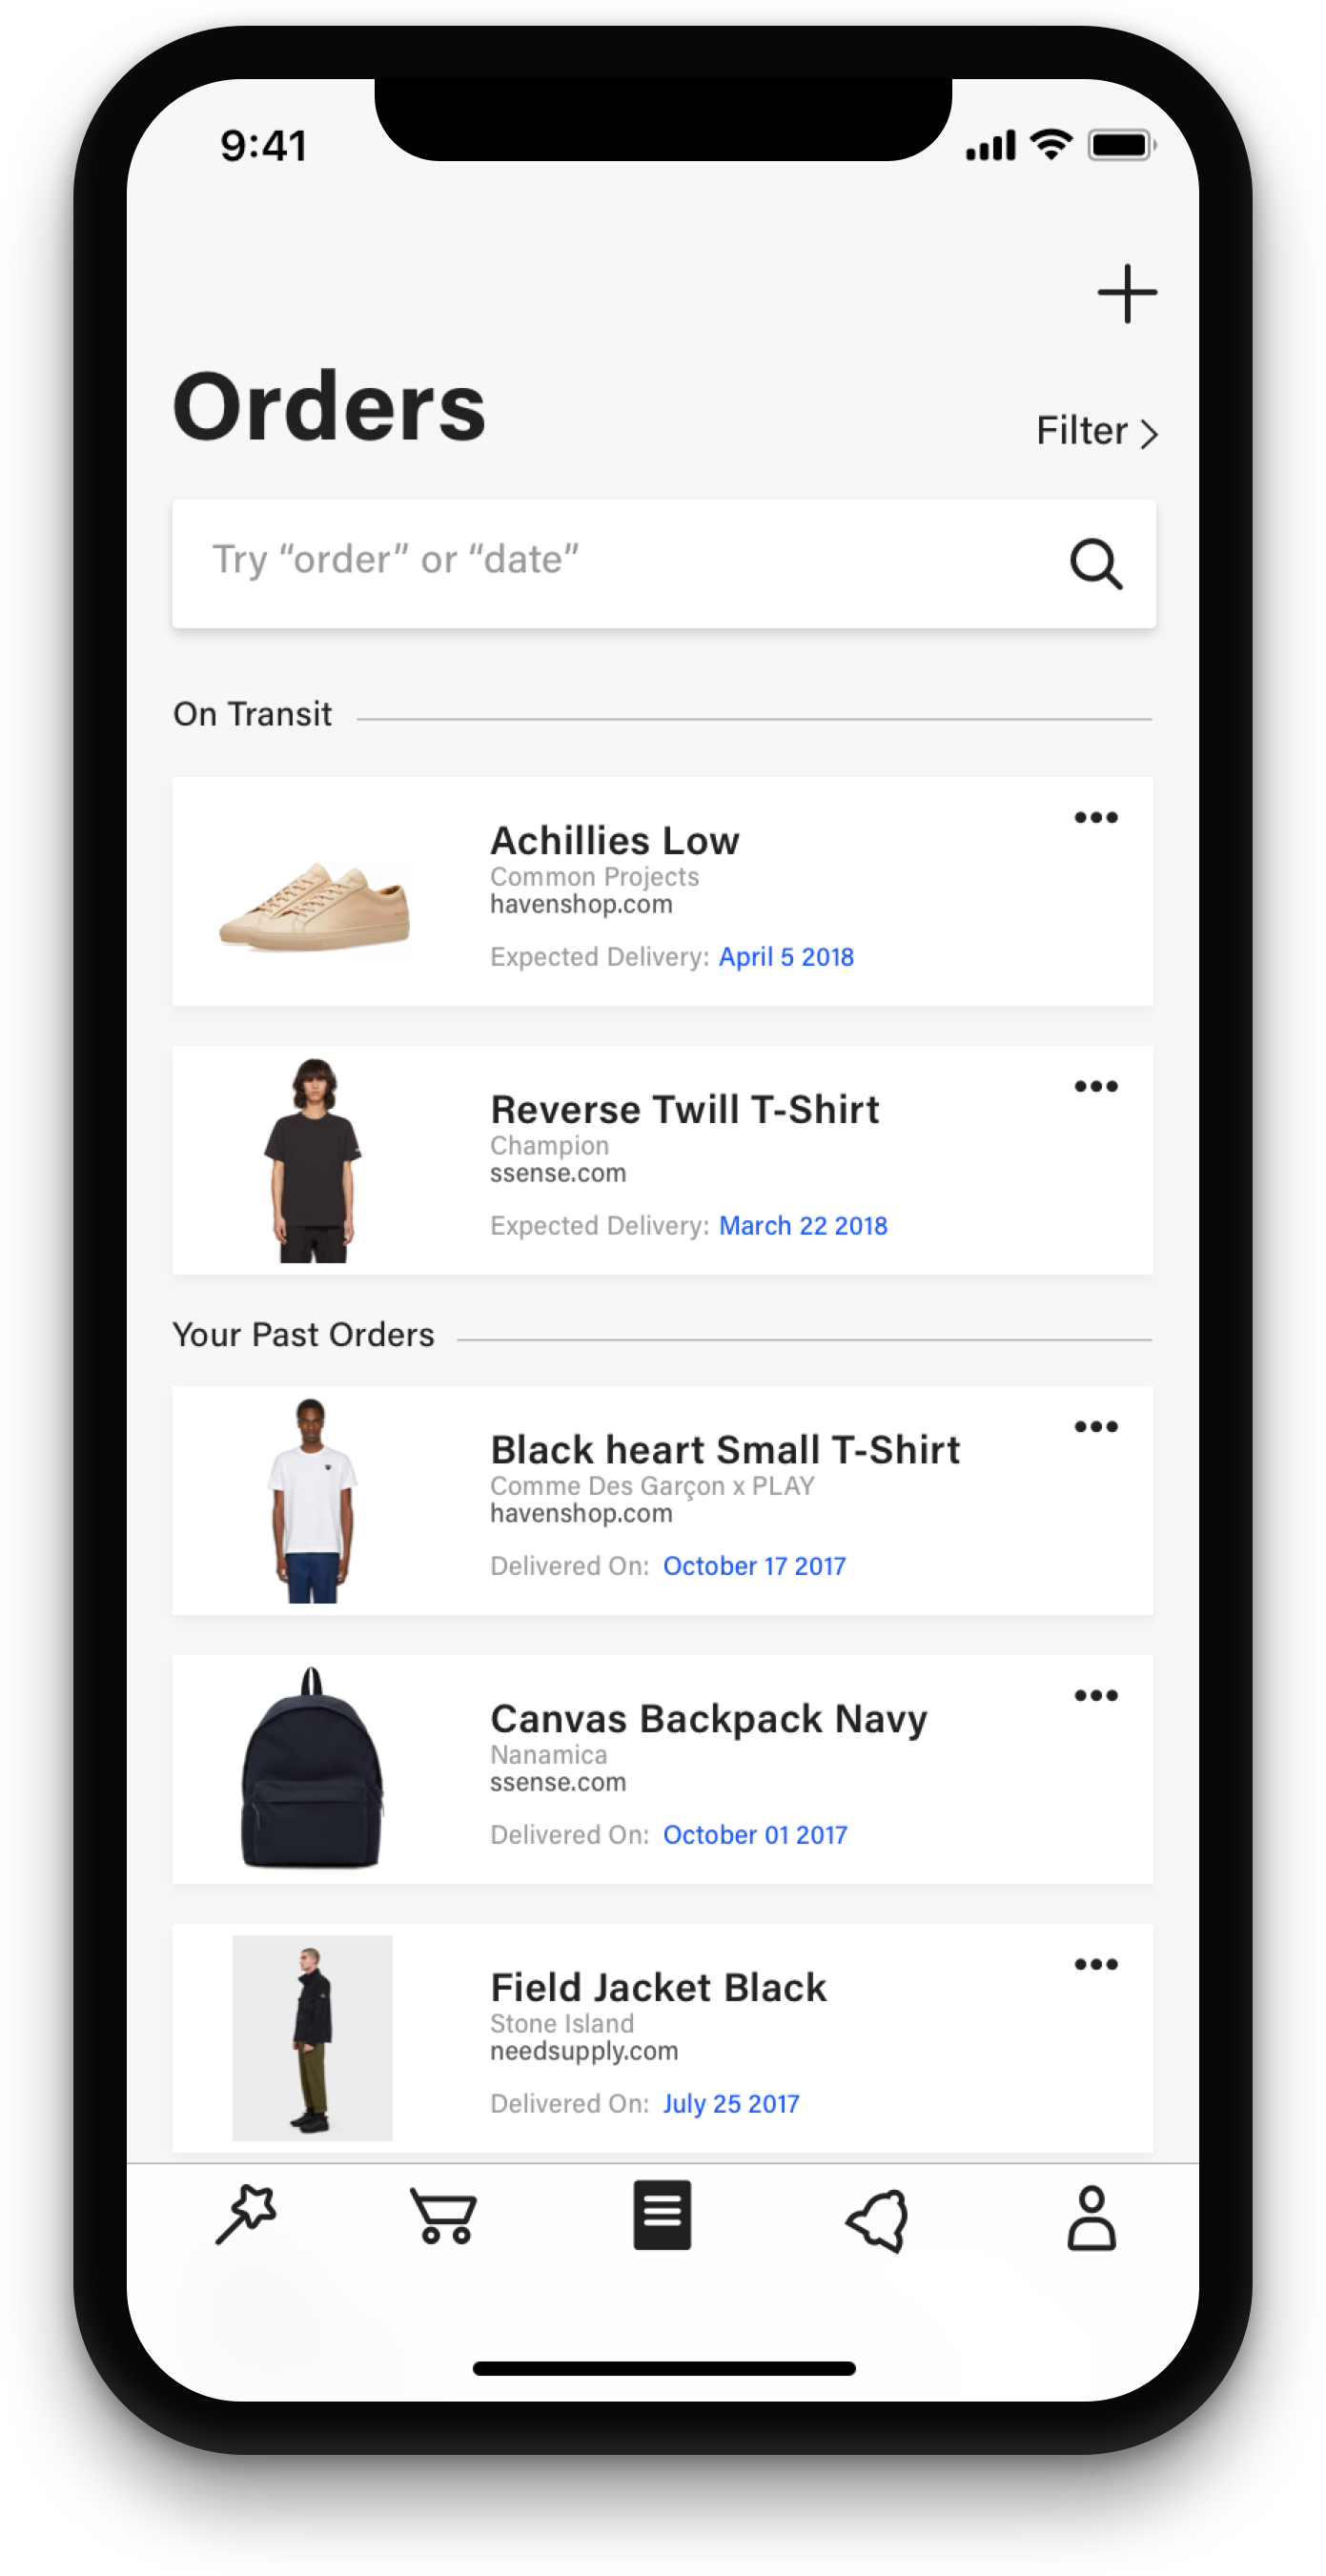 9:41
Orders
Filter >
Try “order” or “date”
On Transit
Achillies Low
Common Projects
havenshop.com
Expected Delivery: April 5 2018
Reverse Twill T-Shirt
Champion
ssense.com
Expected Delivery: March 22 2018
Your Past Orders
Black heart Small T-Shirt
Comme Des Garçon x PLAY
havenshop.com
Delivered On: October 17 2017
Canvas Backpack Navy
Nanamica
ssense.com
Delivered On: October 01 2017
Field Jacket Black
Stone Island
needsupply.com
Delivered On: July 25 2017